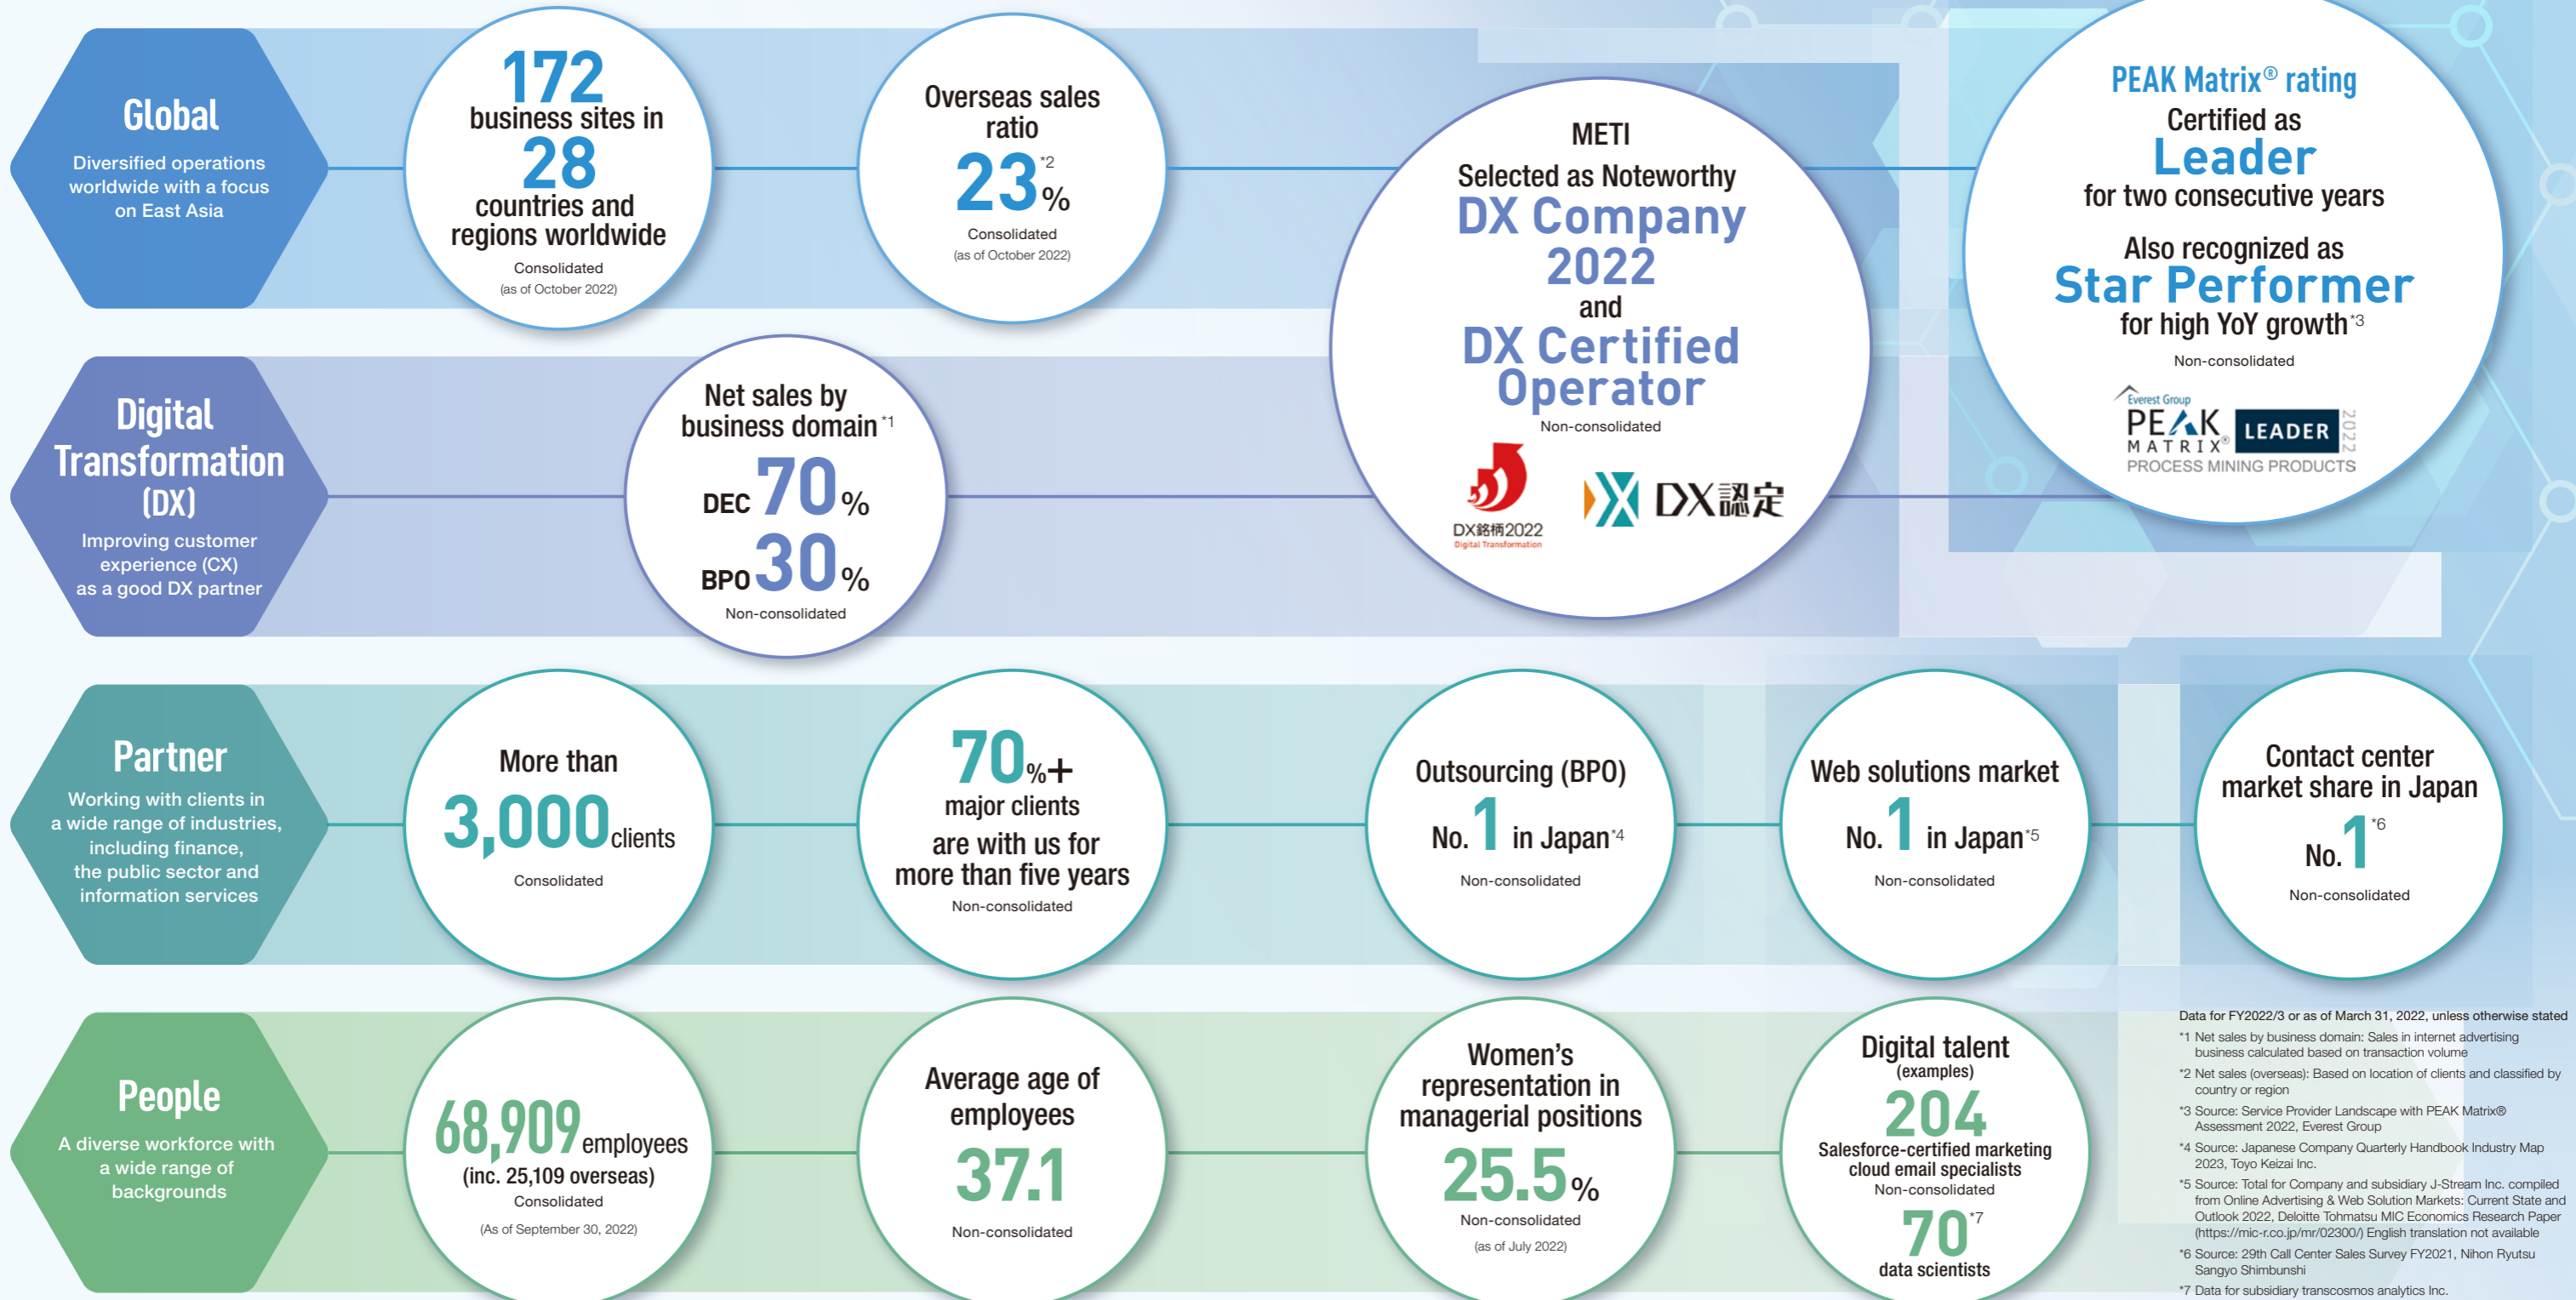 Global
Diversified operations
worldwide with a focus
on East Asia
172
business sites in
28
countries and
regions worldwide
Consolidated
(as of October 2022)
Overseas sales
ratio
23%*2
Consolidated
(as of October 2022)
METI
Selected as Noteworthy
DX Company
2022
and
DX Certified
Operator
Non-consolidated
DX銘柄2022
Digital Transformation
DX認定
PEAK Matrix® rating
Certified as
Leader
for two consecutive years
Also recognized as
Star Performer
for high YoY growth*3
Non-consolidated
Everest Group
PEAK
MATRIX®
LEADER
2022
PROCESS MINING PRODUCTS
Digital
Transformation
(DX)
Improving customer
experience (CX)
as a good DX partner
Net sales by
business domain*1
DEC 70%
BPO 30%
Non-consolidated
Partner
Working with clients in
a wide range of industries,
including finance,
the public sector and
information services
More than
3,000 clients
Consolidated
70%+
major clients
are with us for
more than five years
Non-consolidated
Outsourcing (BPO)
No. 1 in Japan*4
Non-consolidated
Web solutions market
No. 1 in Japan*5
Non-consolidated
Contact center
market share in Japan
No. 1*6
Non-consolidated
People
A diverse workforce with
a wide range of
backgrounds
68,909 employees
(inc. 25,109 overseas)
Consolidated
(As of September 30, 2022)
Average age of
employees
37.1
Non-consolidated
Women's
representation in
managerial positions
25.5%
Non-consolidated
(as of July 2022)
Digital talent
(examples)
204
Salesforce-certified marketing
cloud email specialists
Non-consolidated
70*7
data scientists
Data for FY2022/3 or as of March 31, 2022, unless otherwise stated
*1 Net sales by business domain: Sales in internet advertising
business calculated based on transaction volume
*2 Net sales (overseas): Based on location of clients and classified by
country or region
*3 Source: Service Provider Landscape with PEAK Matrix®
Assessment 2022, Everest Group
*4 Source: Japanese Company Quarterly Handbook Industry Map
2023, Toyo Keizai Inc.
*5 Source: Total for Company and subsidiary J-Stream Inc. compiled
from Online Advertising & Web Solution Markets: Current State and
Outlook 2022, Deloitte Tohmatsu MIC Economics Research Paper
(https://mic-r.co.jp/mr/02300/) English translation not available
*6 Source: 29th Call Center Sales Survey FY2021, Nihon Ryutsu
Sangyo Shimbunshi
*7 Data for subsidiary transcosmos analytics Inc.